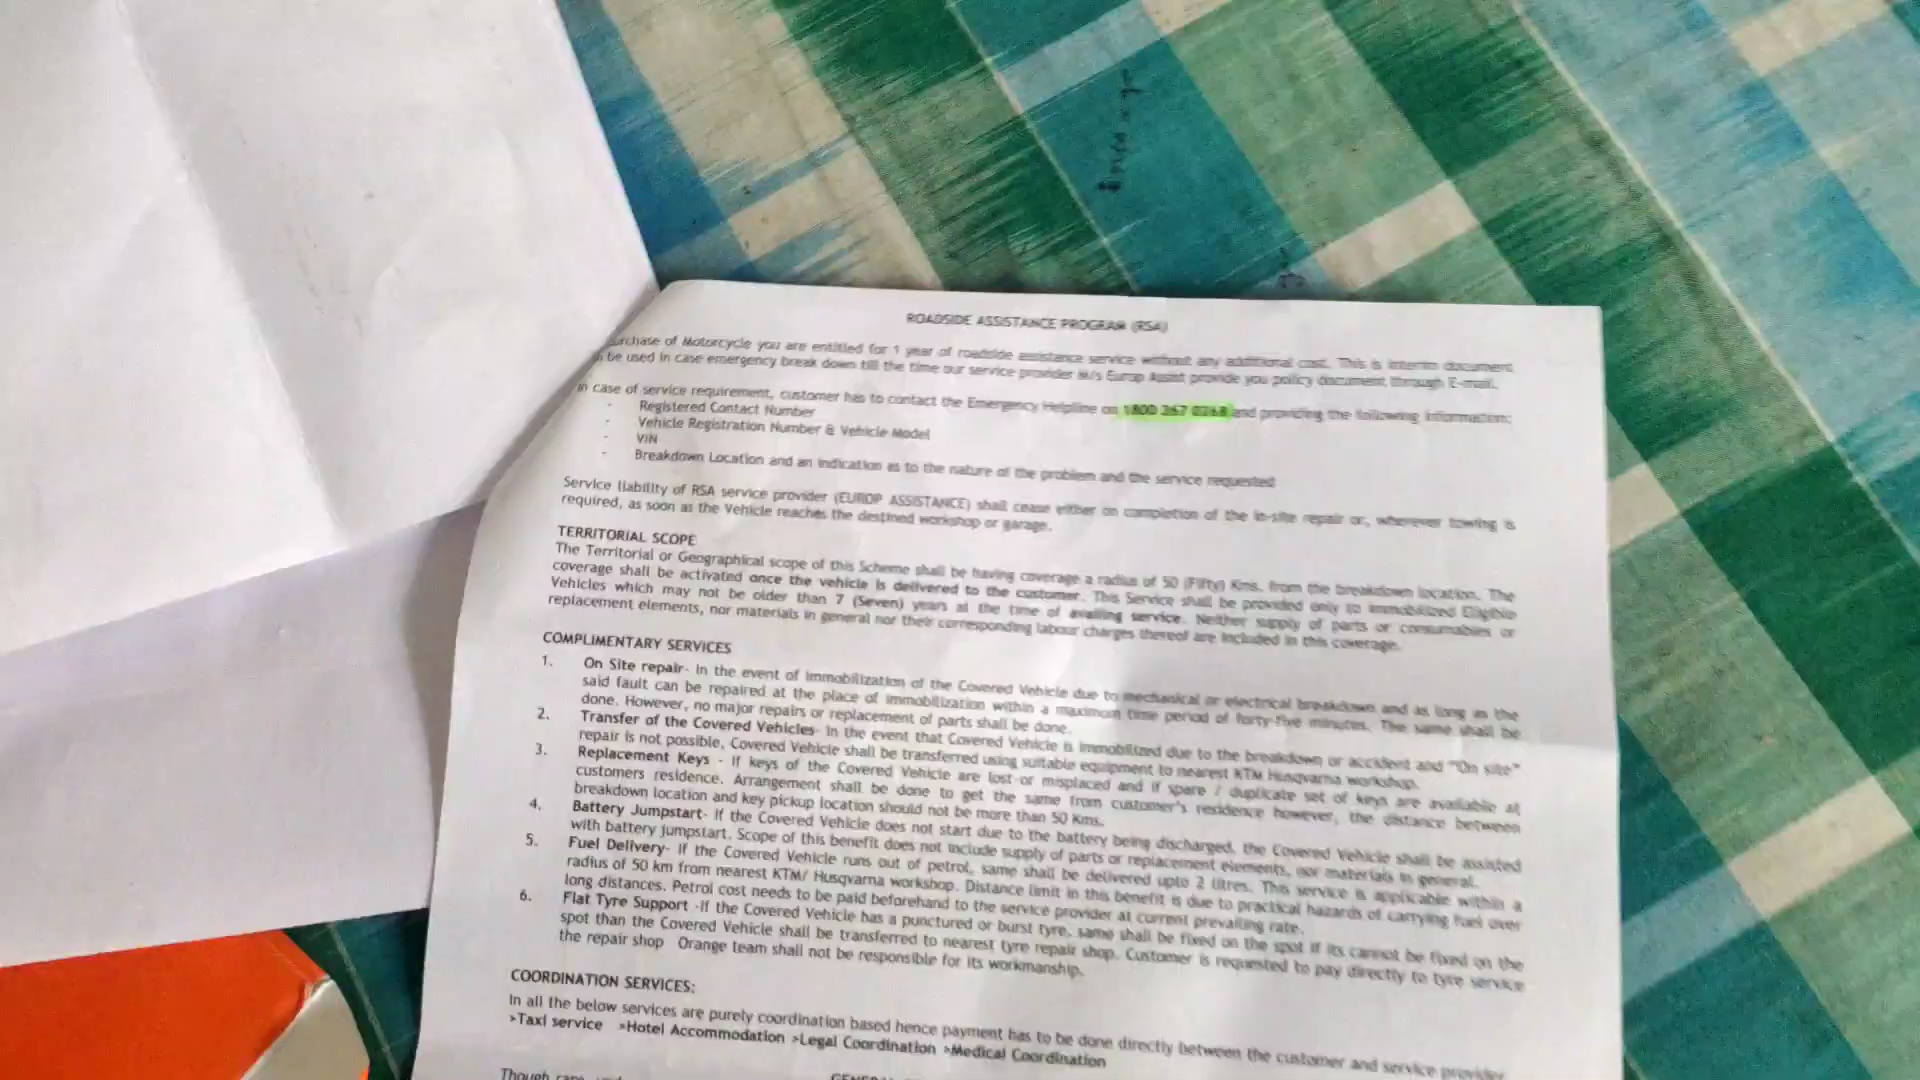 ROADSIDE ASSISTANCE PROGRAM (RSA)
of Motorcycle you are entitled for 1 year of roadside assistance service without any additional cost. This is interim document
be used in case emergency break down till the time our service provider M/s Europ Assist provide you policy document through E-mail.
In case of service requirement, customer has to contact the Emergency Helpline on 1800 267 0268 and providing the following information:
- Registered Contact Number
- Vehicle Registration Number & Vehicle Model
- VIN
- Breakdown Location and an indication as to the nature of the problem and the service requested
Service liability of RSA service provider (EUROP ASSISTANCE) shall cease either on completion of the in-site repair or, wherever towing is
required, as soon as the Vehicle reaches the destined workshop or garage.
TERRITORIAL SCOPE
The Territorial or Geographical scope of this Scheme shall be having coverage a radius of 50 (Fifty) Kms. from the breakdown location. The
coverage shall be activated once the vehicle is delivered to the customer. This Service shall be provided only to immobilized Eligible
Vehicles which may not be older than 7 (Seven) years at the time of availing service. Neither supply of parts or consumables or
replacement elements, nor materials in general nor their corresponding labour charges thereof are included in this coverage.
COMPLIMENTARY SERVICES
1. On Site repair- In the event of immobilization of the Covered Vehicle due to mechanical or electrical breakdown and as long as the
said fault can be repaired at the place of immobilization within a maximum time period of forty-five minutes. The same shall be
done. However, no major repairs or replacement of parts shall be done.
2. Transfer of the Covered Vehicles- In the event that Covered Vehicle is immobilized due to the breakdown or accident and "On site"
repair is not possible, Covered Vehicle shall be transferred using suitable equipment to nearest KTM Husqvarna workshop.
3. Replacement Keys - If keys of the Covered Vehicle are lost or misplaced and if spare / duplicate set of keys are available at
customers residence. Arrangement shall be done to get the same from customer's residence however, the distance between
breakdown location and key pickup location should not be more than 50 Kms.
4. Battery Jumpstart- If the Covered Vehicle does not start due to the battery being discharged, the Covered Vehicle shall be assisted
with battery jumpstart. Scope of this benefit does not include supply of parts or replacement elements, nor materials in general.
5. Fuel Delivery- If the Covered Vehicle runs out of petrol, same shall be delivered upto 2 litres. This service is applicable within a
radius of 50 km from nearest KTM/ Husqvarna workshop. Distance limit in this benefit is due to practical hazards of carrying fuel over
long distances. Petrol cost needs to be paid beforehand to the service provider at current prevailing rate.
6. Flat Tyre Support -If the Covered Vehicle has a punctured or burst tyre, same shall be fixed on the spot if its cannot be fixed on the
spot than the Covered Vehicle shall be transferred to nearest tyre repair shop. Customer is requested to pay directly to tyre service
the repair shop Orange team shall not be responsible for its workmanship.
COORDINATION SERVICES:
In all the below services are purely coordination based hence payment has to be done directly between the customer and service provider
>Taxi service >Hotel Accommodation >Legal Coordination >Medical Coordination
Though